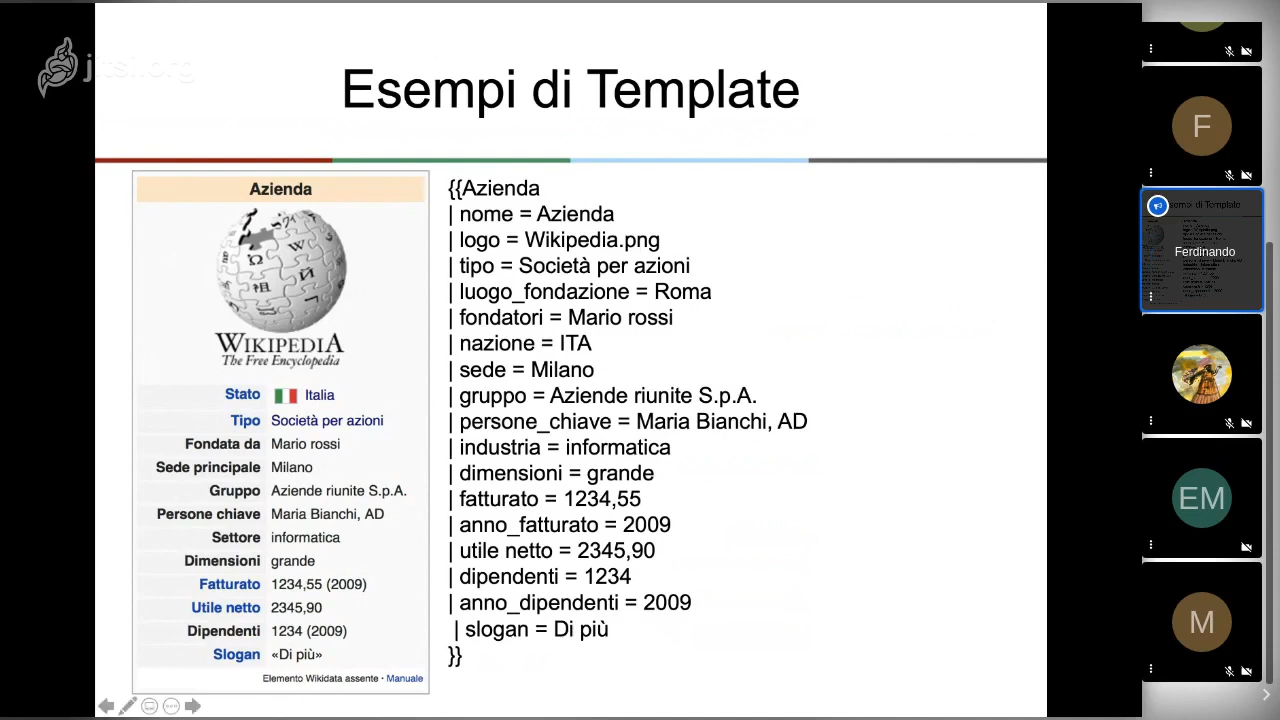 jitsi.org
Esempi di Template
Azienda
WIKIPEDIA
The Free Encyclopedia
Stato Italia
Tipo Società per azioni
Fondata da Mario rossi
Sede principale Milano
Gruppo Aziende riunite S.p.A.
Persone chiave Maria Bianchi, AD
Settore informatica
Dimensioni grande
Fatturato 1234,55 (2009)
Utile netto 2345,90
Dipendenti 1234 (2009)
Slogan «Di più»
Elemento Wikidata assente · Manuale
{{Azienda
| nome = Azienda
| logo = Wikipedia.png
| tipo = Società per azioni
| luogo_fondazione = Roma
| fondatori = Mario rossi
| nazione = ITA
| sede = Milano
| gruppo = Aziende riunite S.p.A.
| persone_chiave = Maria Bianchi, AD
| industria = informatica
| dimensioni = grande
| fatturato = 1234,55
| anno_fatturato = 2009
| utile netto = 2345,90
| dipendenti = 1234
| anno_dipendenti = 2009
| slogan = Di più
}}
F
Ferdinando
EM
M